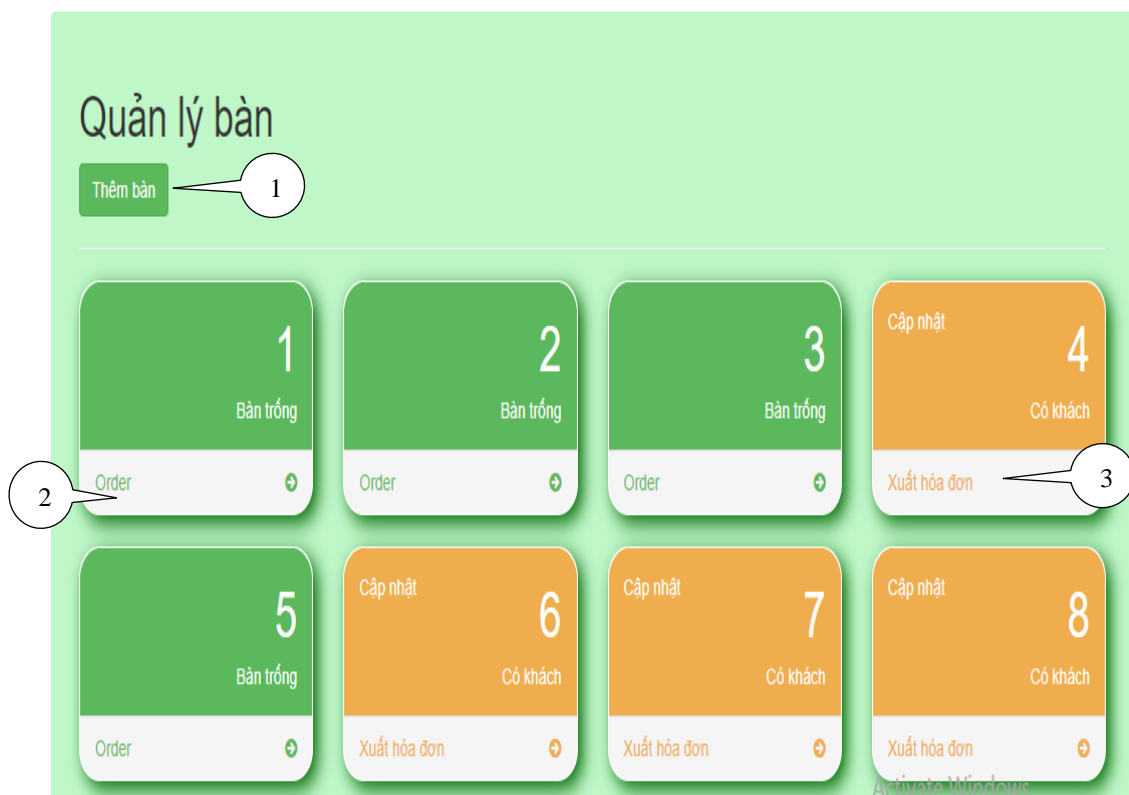 Quản lý bàn
Thêm bàn
1
1
Bàn trống
Order
2
Bàn trống
Order
3
Bàn trống
Order
Cập nhật
4
Có khách
Xuất hóa đơn
2
3
5
Bàn trống
Order
Cập nhật
6
Có khách
Xuất hóa đơn
Cập nhật
7
Có khách
Xuất hóa đơn
Cập nhật
8
Có khách
Xuất hóa đơn
Activate Windows